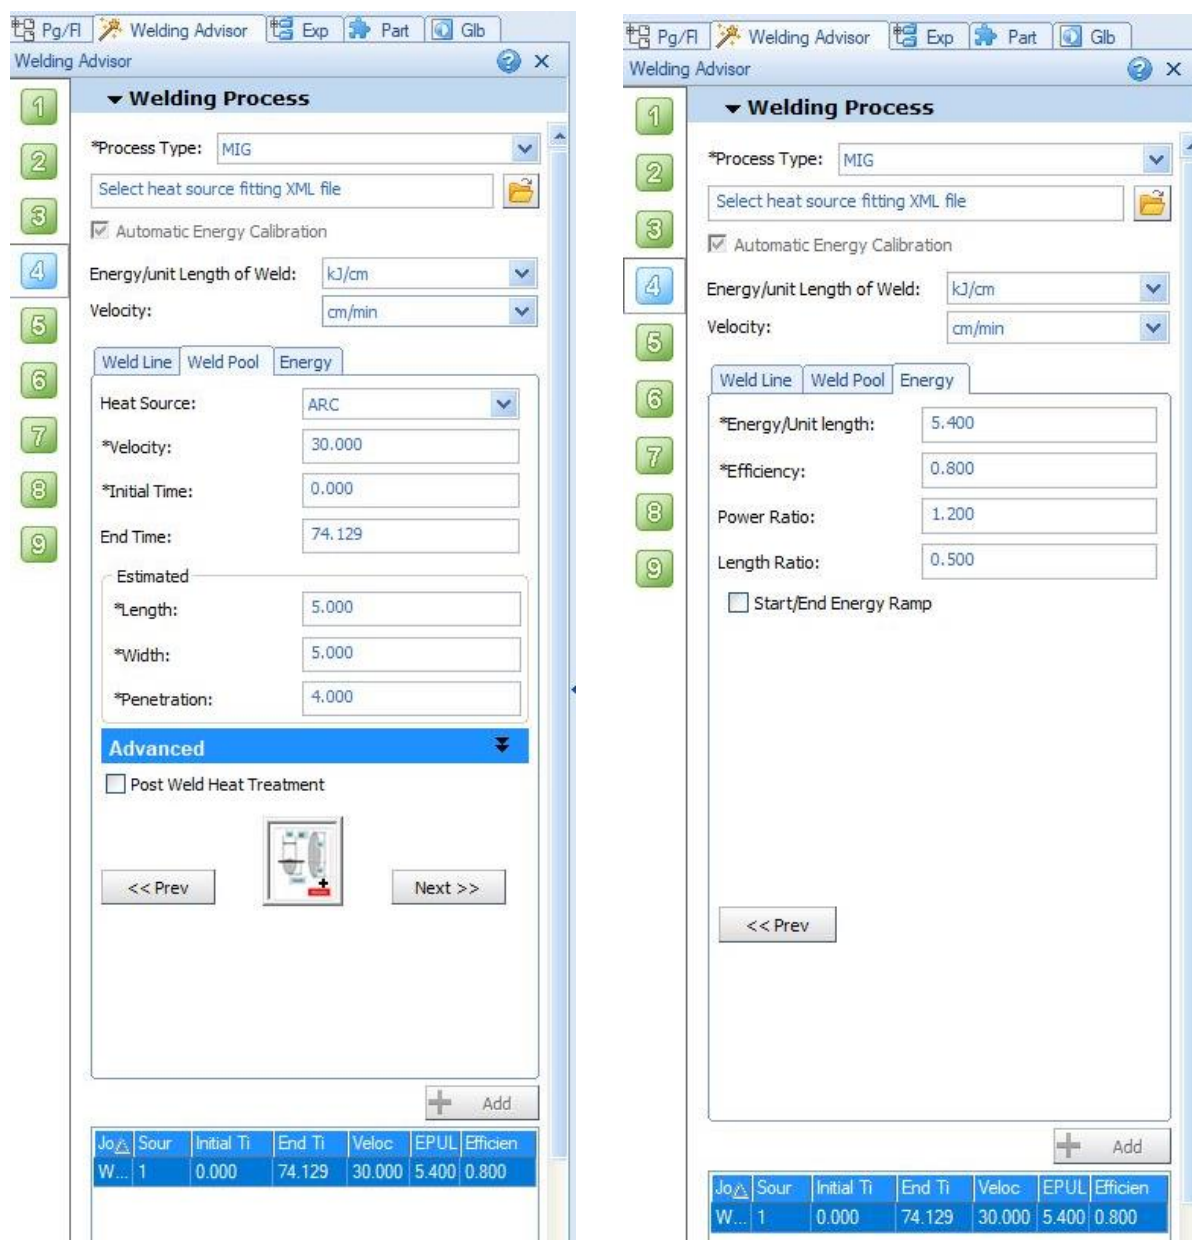 Pg/Fl Welding Advisor Exp Part Glb
Welding Advisor
1
2
3
4
5
6
7
8
9
Welding Process
*Process Type: MIG
Select heat source fitting XML file
Automatic Energy Calibration
Energy/unit Length of Weld: kJ/cm
Velocity: cm/min
Weld Line Weld Pool Energy
Heat Source: ARC
*Velocity: 30.000
*Initial Time: 0.000
End Time: 74.129
Estimated
*Length: 5.000
*Width: 5.000
*Penetration: 4.000
Advanced
Post Weld Heat Treatment
<< Prev Next >>
Add
Jo Sour Initial Ti End Ti Veloc EPUL Efficien
W... 1 0.000 74.129 30.000 5.400 0.800
Pg/Fl Welding Advisor Exp Part Glb
Welding Advisor
1
2
3
4
5
6
7
8
9
Welding Process
*Process Type: MIG
Select heat source fitting XML file
Automatic Energy Calibration
Energy/unit Length of Weld: kJ/cm
Velocity: cm/min
Weld Line Weld Pool Energy
*Energy/Unit length: 5.400
*Efficiency: 0.800
Power Ratio: 1.200
Length Ratio: 0.500
Start/End Energy Ramp
<< Prev
Add
Jo Sour Initial Ti End Ti Veloc EPUL Efficien
W... 1 0.000 74.129 30.000 5.400 0.800